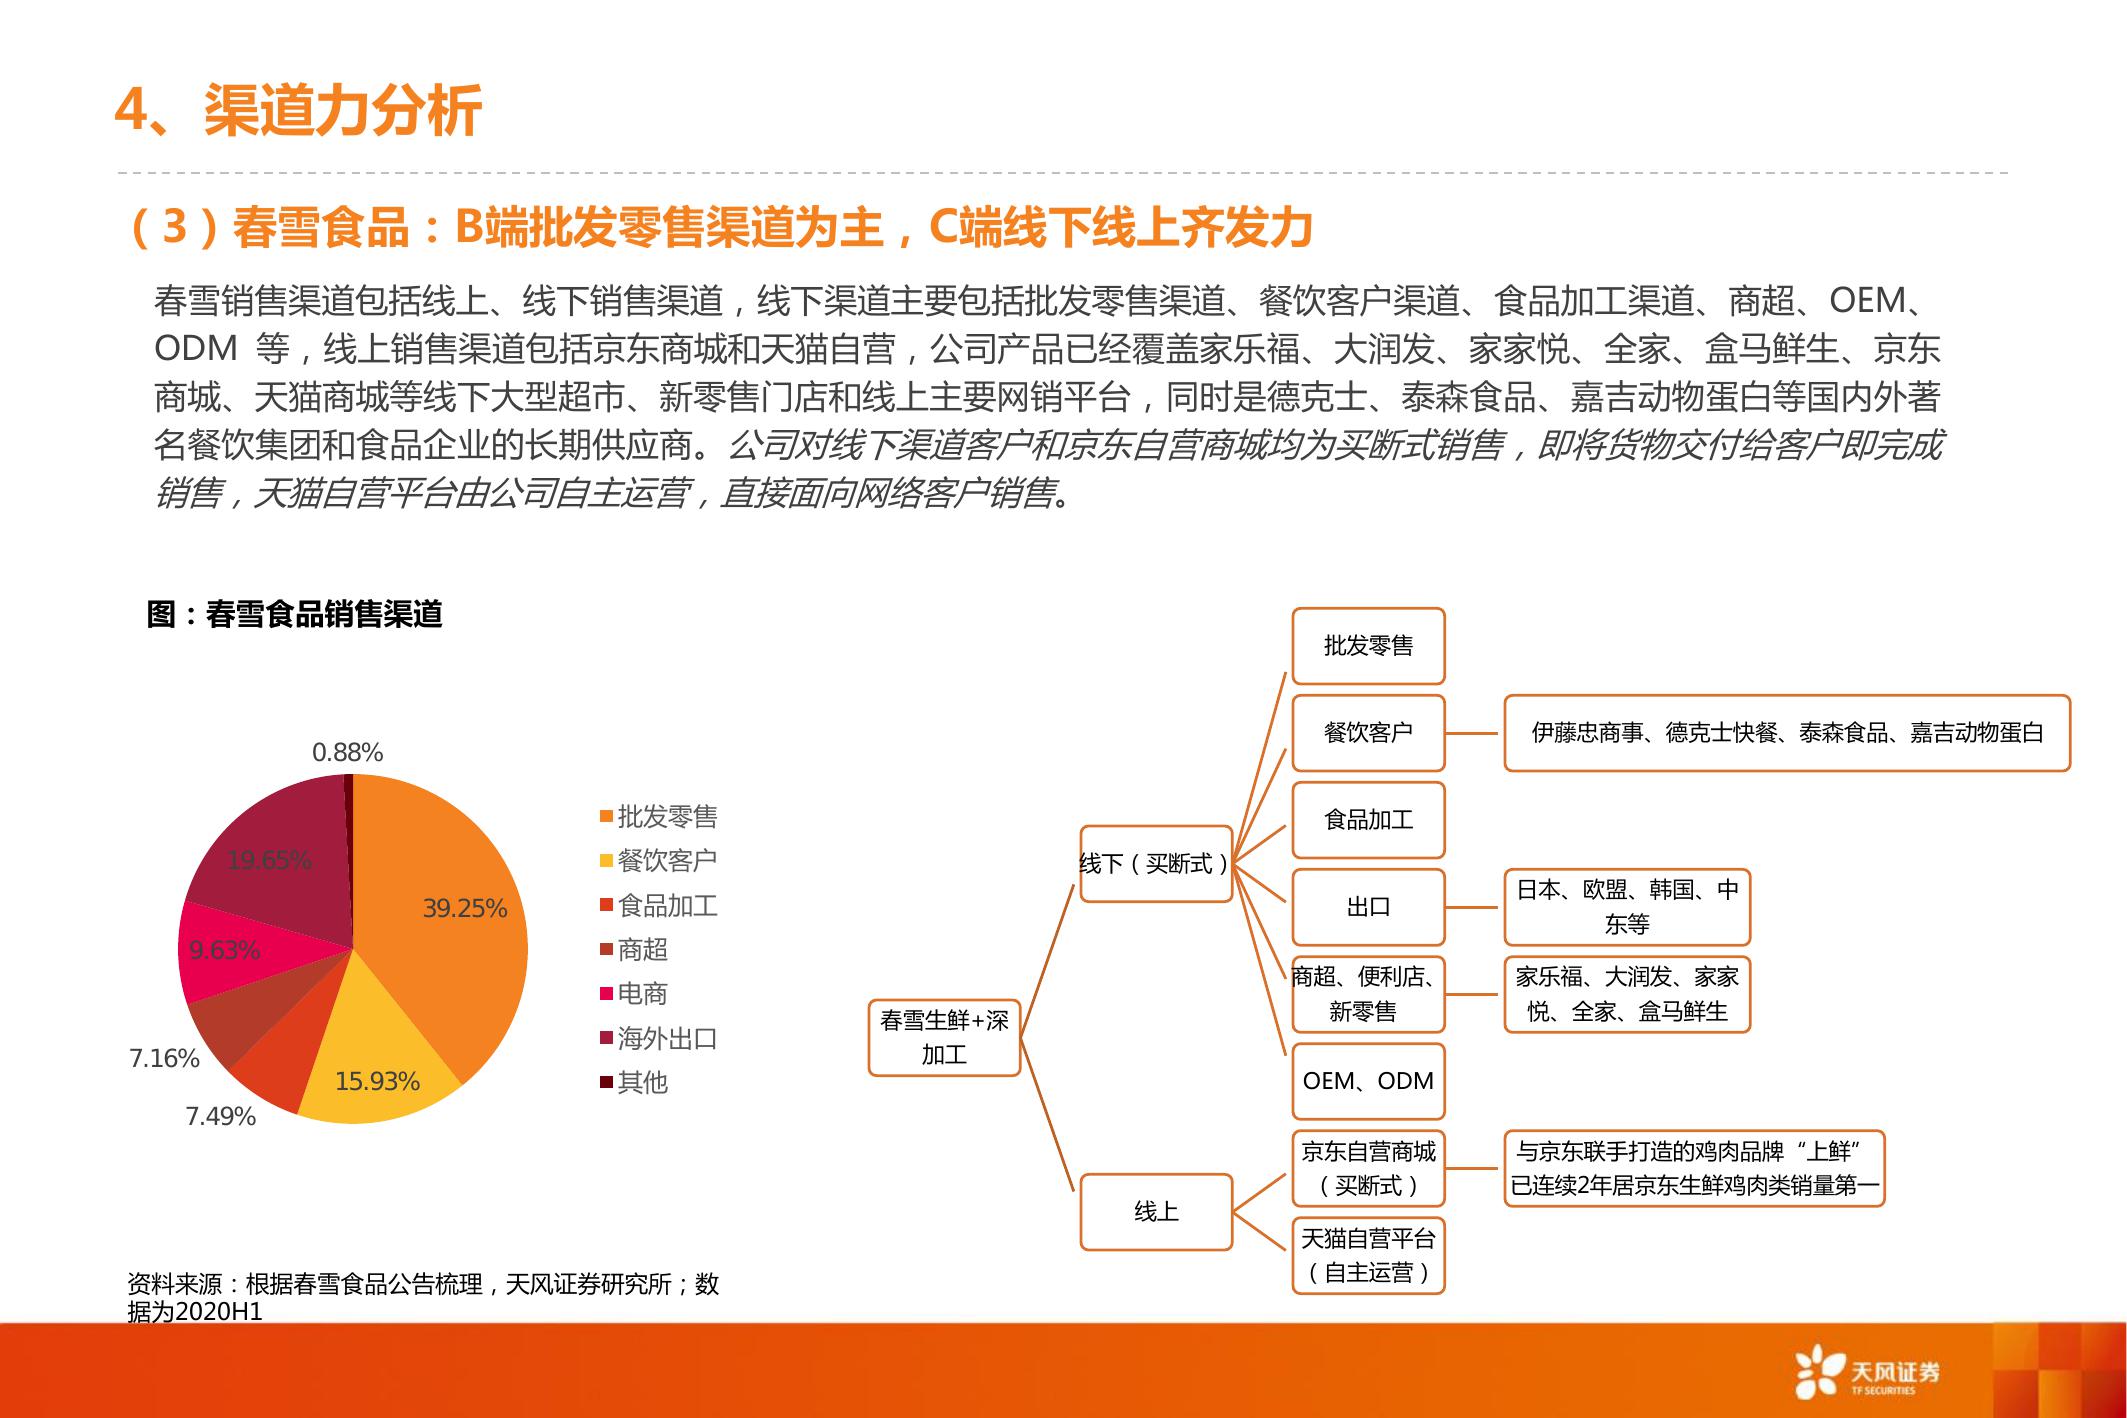 4、渠道力分析
（3）春雪食品：B端批发零售渠道为主，C端线下线上齐发力
春雪销售渠道包括线上、线下销售渠道，线下渠道主要包括批发零售渠道、餐饮客户渠道、食品加工渠道、商超、OEM、
ODM 等，线上销售渠道包括京东商城和天猫自营，公司产品已经覆盖家乐福、大润发、家家悦、全家、盒马鲜生、京东
商城、天猫商城等线下大型超市、新零售门店和线上主要网销平台，同时是德克士、泰森食品、嘉吉动物蛋白等国内外著
名餐饮集团和食品企业的长期供应商。公司对线下渠道客户和京东自营商城均为买断式销售，即将货物交付给客户即完成
销售，天猫自营平台由公司自主运营，直接面向网络客户销售。
图：春雪食品销售渠道
0.88%
19.65%
39.25%
9.63%
7.16%
15.93%
7.49%
批发零售
餐饮客户
食品加工
商超
电商
海外出口
其他
春雪生鲜+深
加工
线下（买断式）
批发零售
餐饮客户
伊藤忠商事、德克士快餐、泰森食品、嘉吉动物蛋白
食品加工
出口
日本、欧盟、韩国、中
东等
商超、便利店、
新零售
家乐福、大润发、家家
悦、全家、盒马鲜生
OEM、ODM
线上
京东自营商城
（买断式）
与京东联手打造的鸡肉品牌“上鲜”
已连续2年居京东生鲜鸡肉类销量第一
天猫自营平台
（自主运营）
资料来源：根据春雪食品公告梳理，天风证券研究所；数
据为2020H1
天风证券
TF SECURITIES